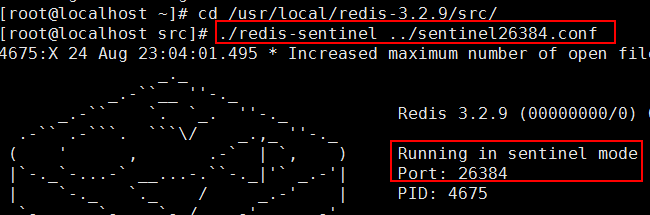 [root@localhost ~]# cd /usr/local/redis-3.2.9/src/
[root@localhost src]# ./redis-sentinel ../sentinel26384.conf
4675:X 24 Aug 23:04:01.495 * Increased maximum number of open file
Redis 3.2.9 (00000000/0)
Running in sentinel mode
Port: 26384
PID: 4675